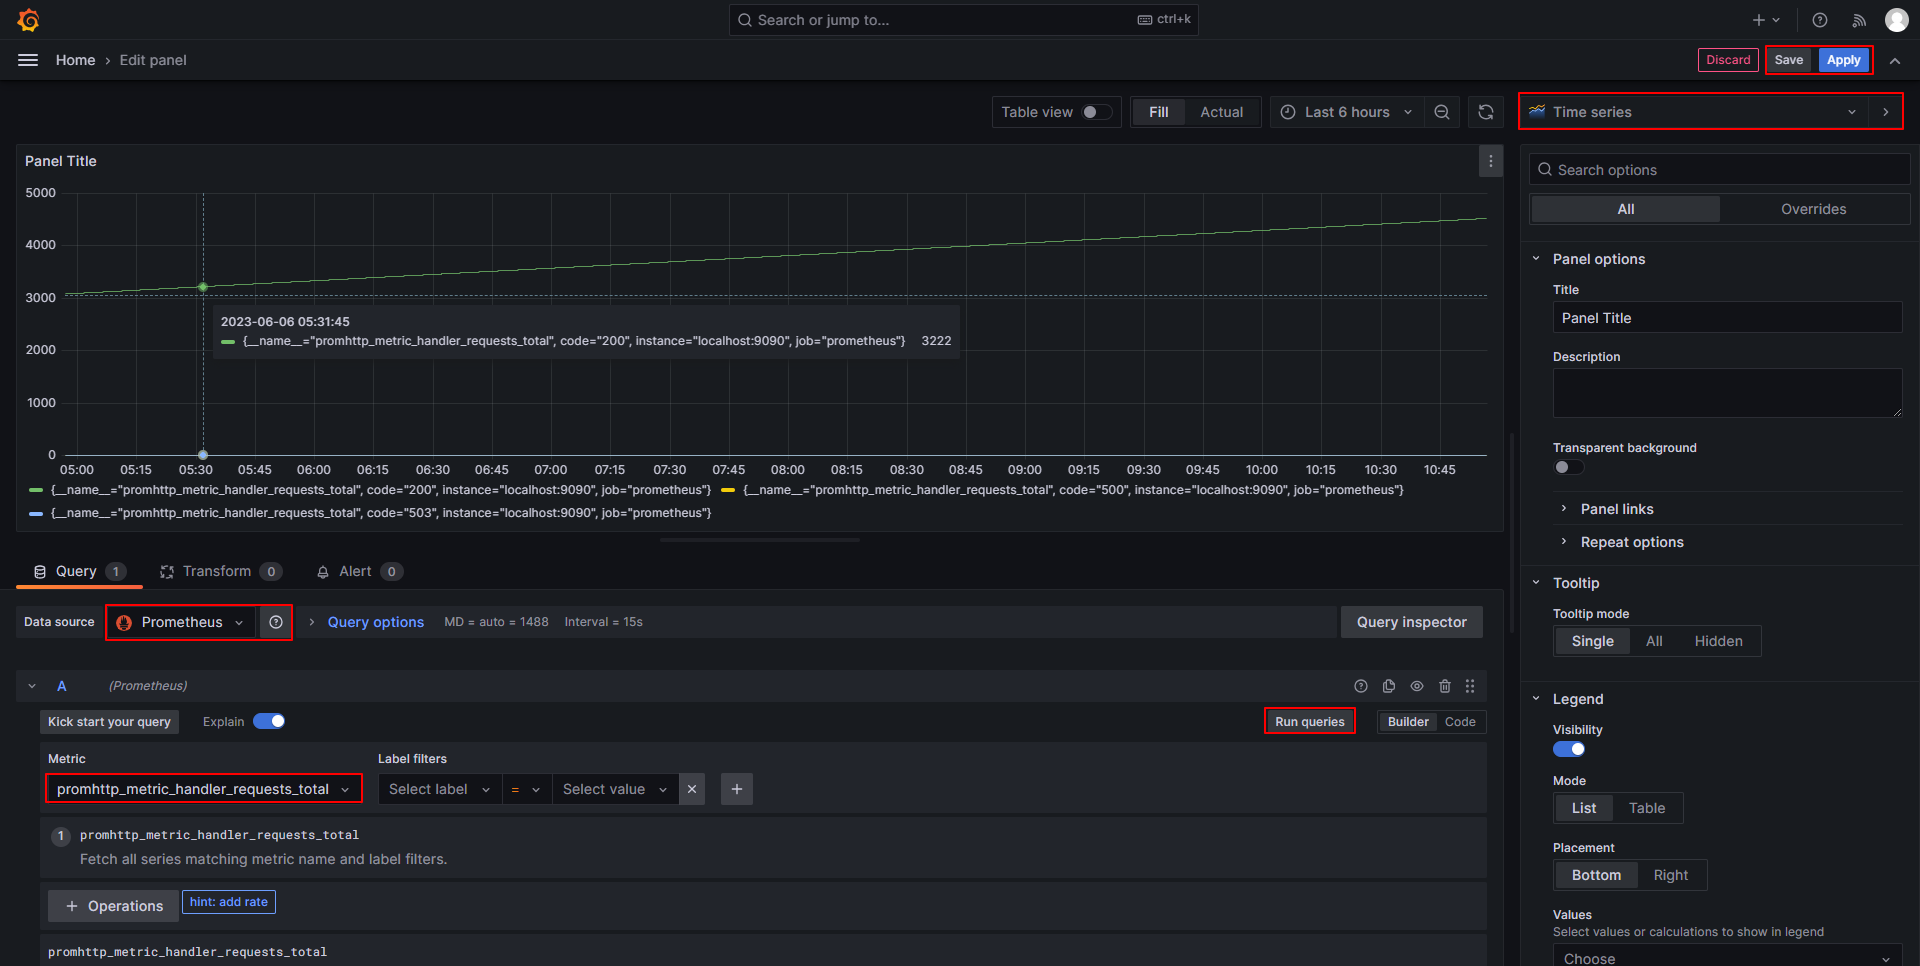 Search or jump to... ctrl+k
Home › Edit panel Discard Save Apply
Table view Fill Actual Last 6 hours Time series
Panel Title
5000
4000
3000
2000
1000
0
2023-06-06 05:31:45
{__name__="promhttp_metric_handler_requests_total", code="200", instance="localhost:9090", job="prometheus"} 3222
05:00 05:15 05:30 05:45 06:00 06:15 06:30 06:45 07:00 07:15 07:30 07:45 08:00 08:15 08:30 08:45 09:00 09:15 09:30 09:45 10:00 10:15 10:30 10:45
{__name__="promhttp_metric_handler_requests_total", code="200", instance="localhost:9090", job="prometheus"} {__name__="promhttp_metric_handler_requests_total", code="500", instance="localhost:9090", job="prometheus"}
{__name__="promhttp_metric_handler_requests_total", code="503", instance="localhost:9090", job="prometheus"}
Query 1 Transform 0 Alert 0
Data source Prometheus Query options MD = auto = 1488 Interval = 15s Query inspector
A (Prometheus)
Kick start your query Explain Run queries Builder Code
Metric Label filters
promhttp_metric_handler_requests_total Select label = Select value
1 promhttp_metric_handler_requests_total
Fetch all series matching metric name and label filters.
+ Operations hint: add rate
promhttp_metric_handler_requests_total
Search options
All Overrides
Panel options
Title
Panel Title
Description
Transparent background
Panel links
Repeat options
Tooltip
Tooltip mode
Single All Hidden
Legend
Visibility
Mode
List Table
Placement
Bottom Right
Values
Select values or calculations to show in legend
Choose